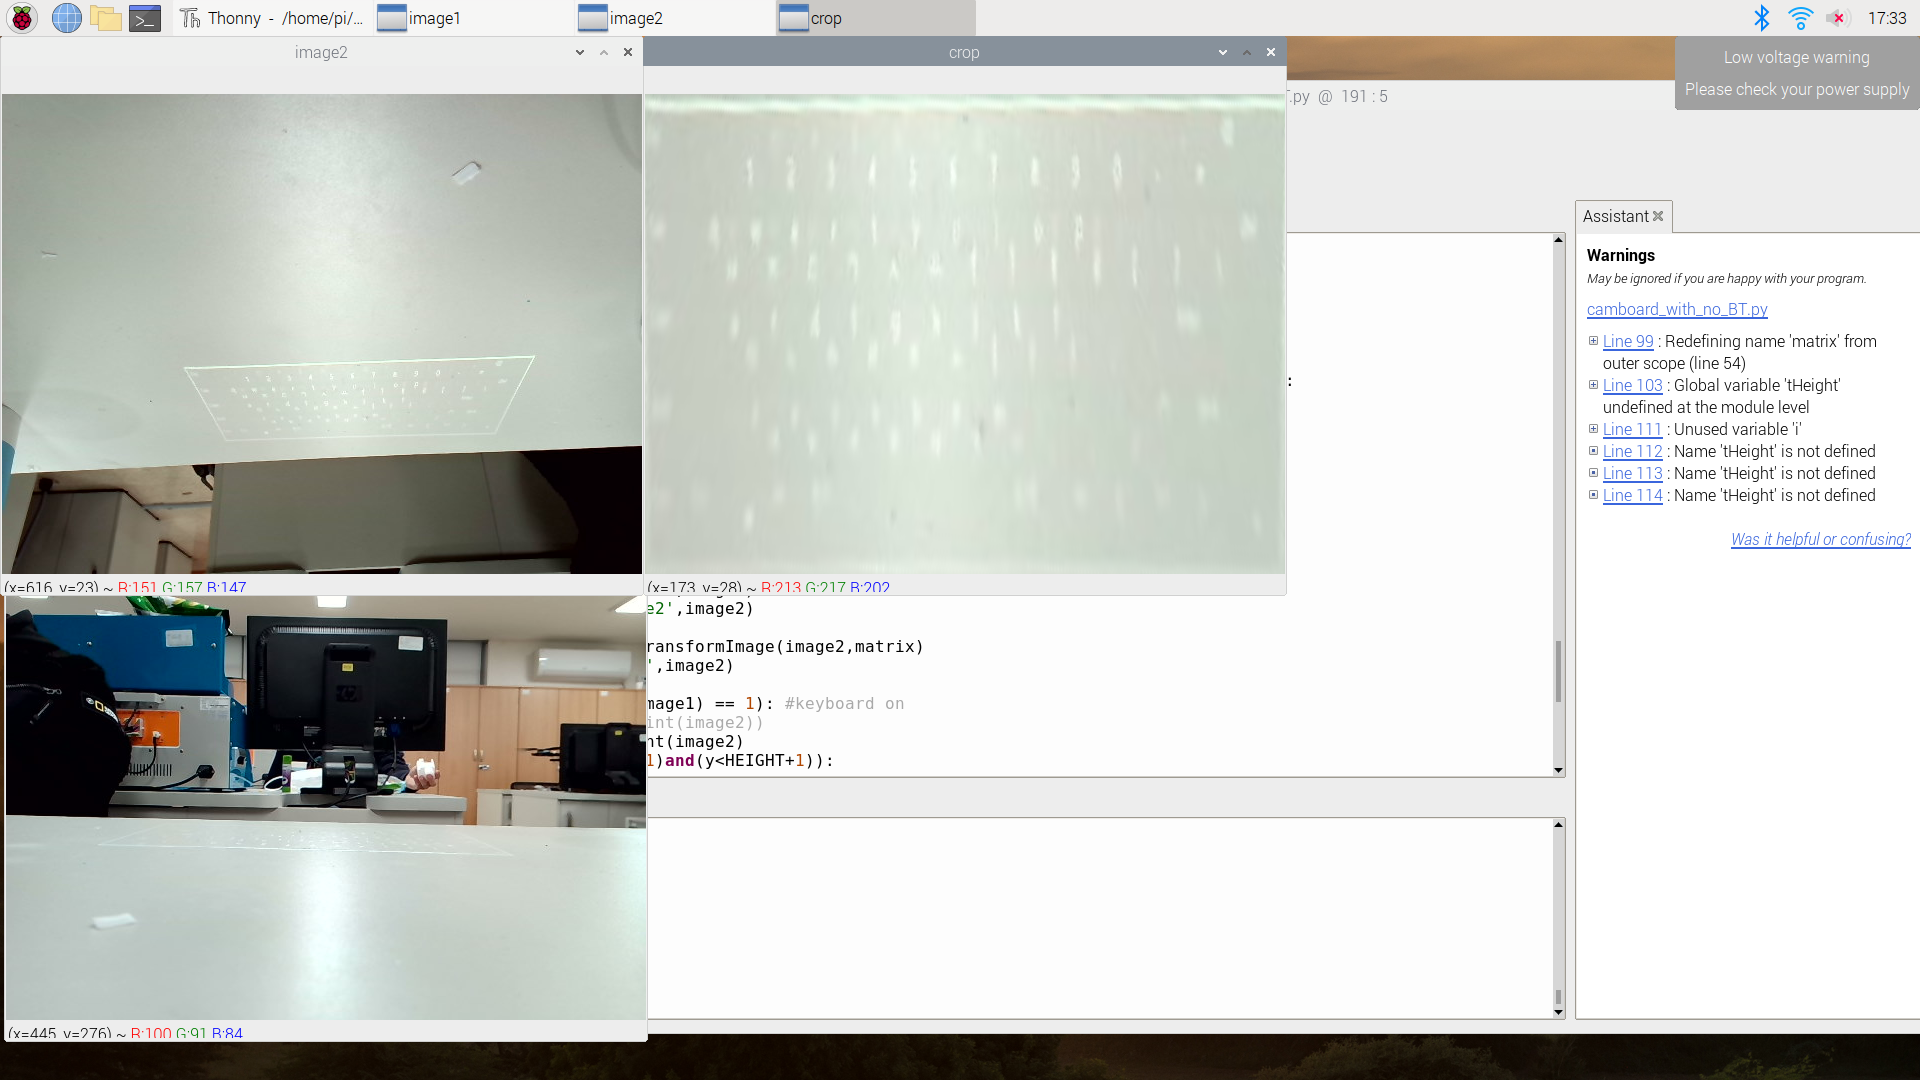 Thonny - /home/pi/...
image1
image2
crop
17:33
image2
crop
Low voltage warning
Please check your power supply
.py @ 191 : 5
Assistant
Warnings
May be ignored if you are happy with your program.
camboard_with_no_BT.py
Line 99 : Redefining name 'matrix' from
outer scope (line 54)
Line 103 : Global variable 'tHeight'
undefined at the module level
Line 111 : Unused variable 'i'
Line 112 : Name 'tHeight' is not defined
Line 113 : Name 'tHeight' is not defined
Line 114 : Name 'tHeight' is not defined
Was it helpful or confusing?
:
(x=616, y=23) ~ R:151 G:157 B:147
(x=173, y=28) ~ R:213 G:217 B:202
e2',image2)
ransformImage(image2,matrix)
',image2)
mage1) == 1): #keyboard on
int(image2))
nt(image2)
1)and(y<HEIGHT+1)):
(x=445, y=276) ~ R:100 G:91 B:84